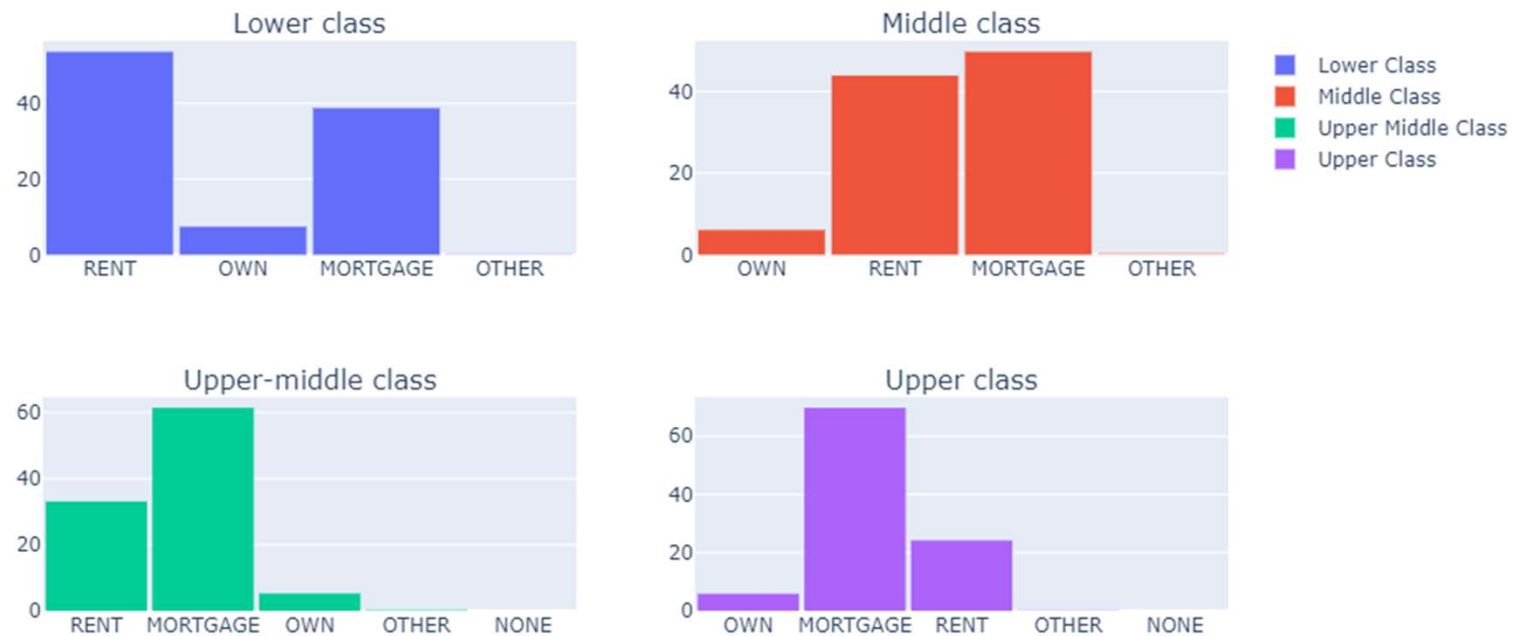 Lower class
40
20
0
RENT OWN MORTGAGE OTHER
Middle class
40
20
0
OWN RENT MORTGAGE OTHER
Lower Class
Middle Class
Upper Middle Class
Upper Class
Upper-middle class
60
40
20
0
RENT MORTGAGE OWN OTHER NONE
Upper class
60
40
20
0
OWN MORTGAGE RENT OTHER NONE